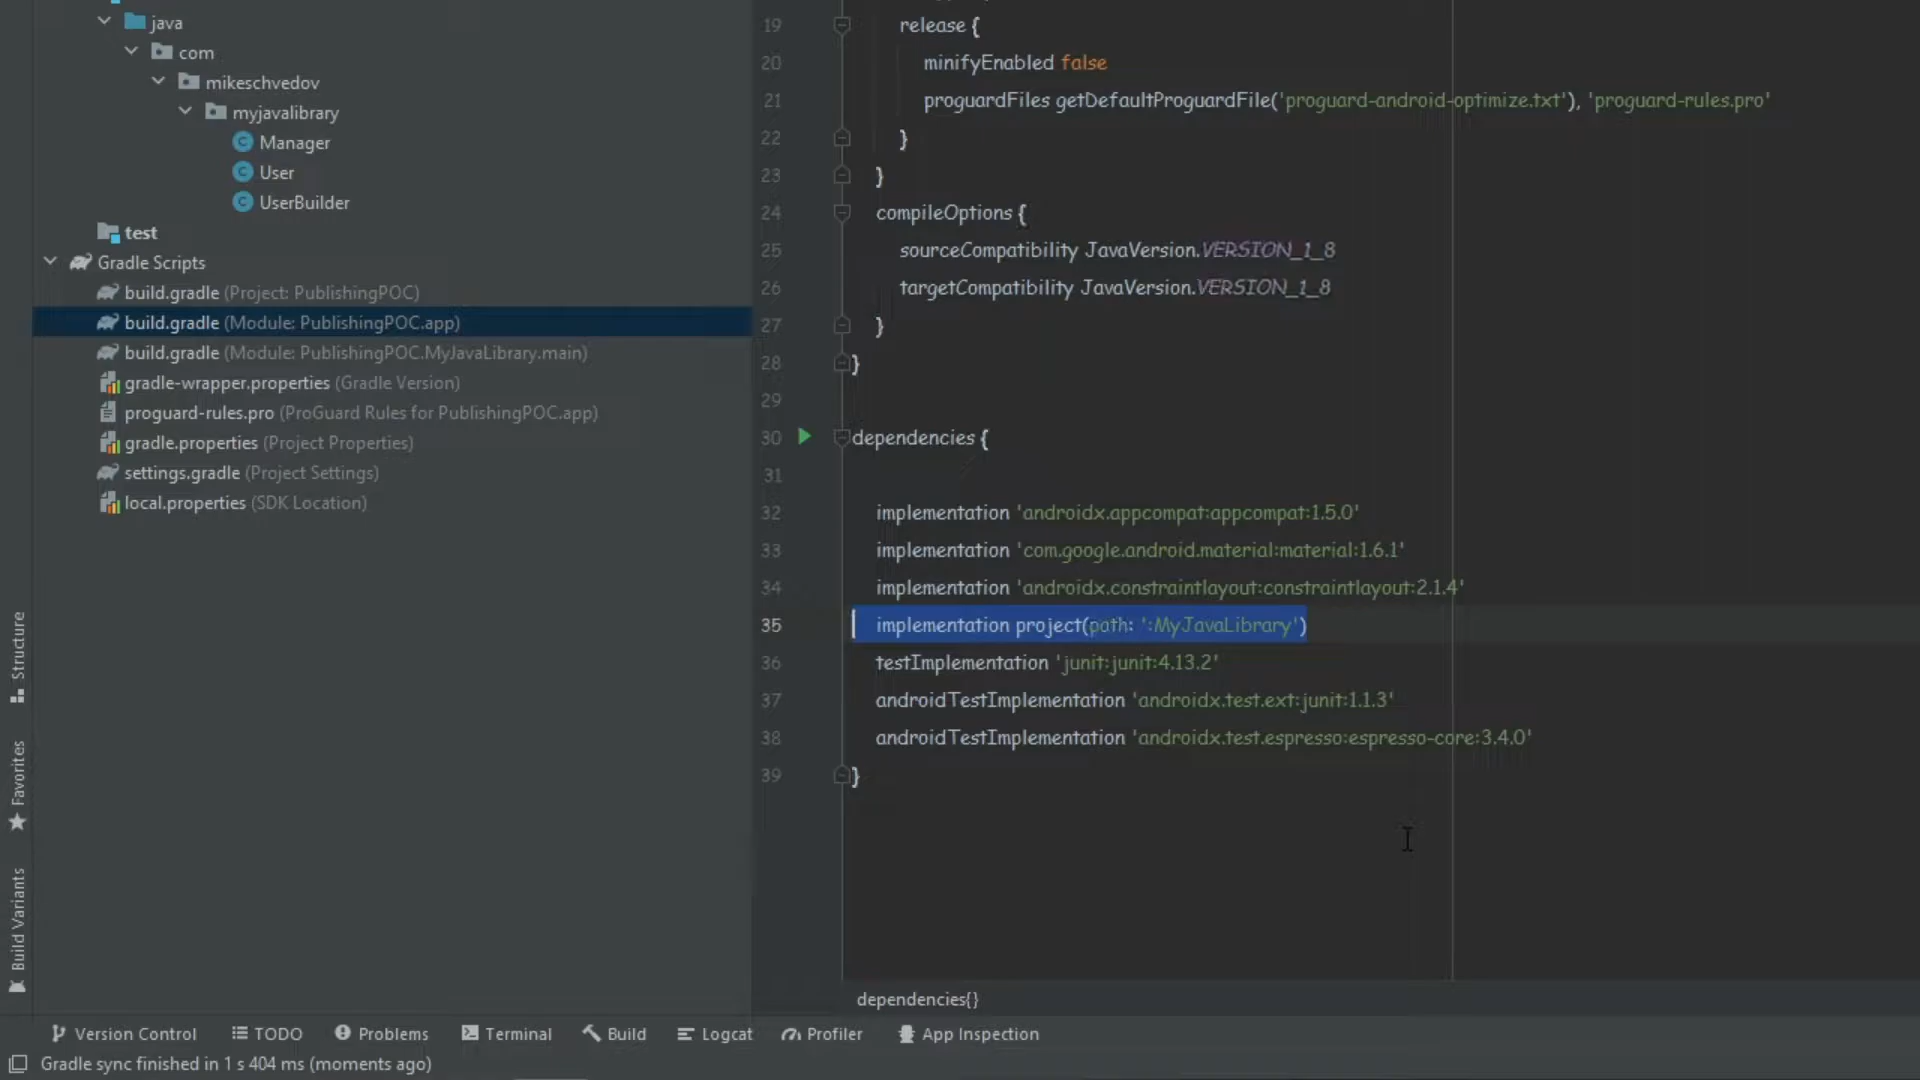 java
com
mikeschvedov
myjavalibrary
Manager
User
UserBuilder
test
Gradle Scripts
build.gradle (Project: PublishingPOC)
build.gradle (Module: PublishingPOC.app)
build.gradle (Module: PublishingPOC.MyJavaLibrary.main)
gradle-wrapper.properties (Gradle Version)
proguard-rules.pro (ProGuard Rules for PublishingPOC.app)
gradle.properties (Project Properties)
settings.gradle (Project Settings)
local.properties (SDK Location)
Structure
Favorites
Build Variants
19 release {
20 minifyEnabled false
21 proguardFiles getDefaultProguardFile('proguard-android-optimize.txt'), 'proguard-rules.pro'
22 }
23 }
24 compileOptions {
25 sourceCompatibility JavaVersion.VERSION_1_8
26 targetCompatibility JavaVersion.VERSION_1_8
27 }
28 }
29
30 dependencies {
31
32 implementation 'androidx.appcompat:appcompat:1.5.0'
33 implementation 'com.google.android.material:material:1.6.1'
34 implementation 'androidx.constraintlayout:constraintlayout:2.1.4'
35 implementation project(path: ':MyJavaLibrary')
36 testImplementation 'junit:junit:4.13.2'
37 androidTestImplementation 'androidx.test.ext:junit:1.1.3'
38 androidTestImplementation 'androidx.test.espresso:espresso-core:3.4.0'
39 }
dependencies{}
Version Control TODO Problems Terminal Build Logcat Profiler App Inspection
Gradle sync finished in 1 s 404 ms (moments ago)